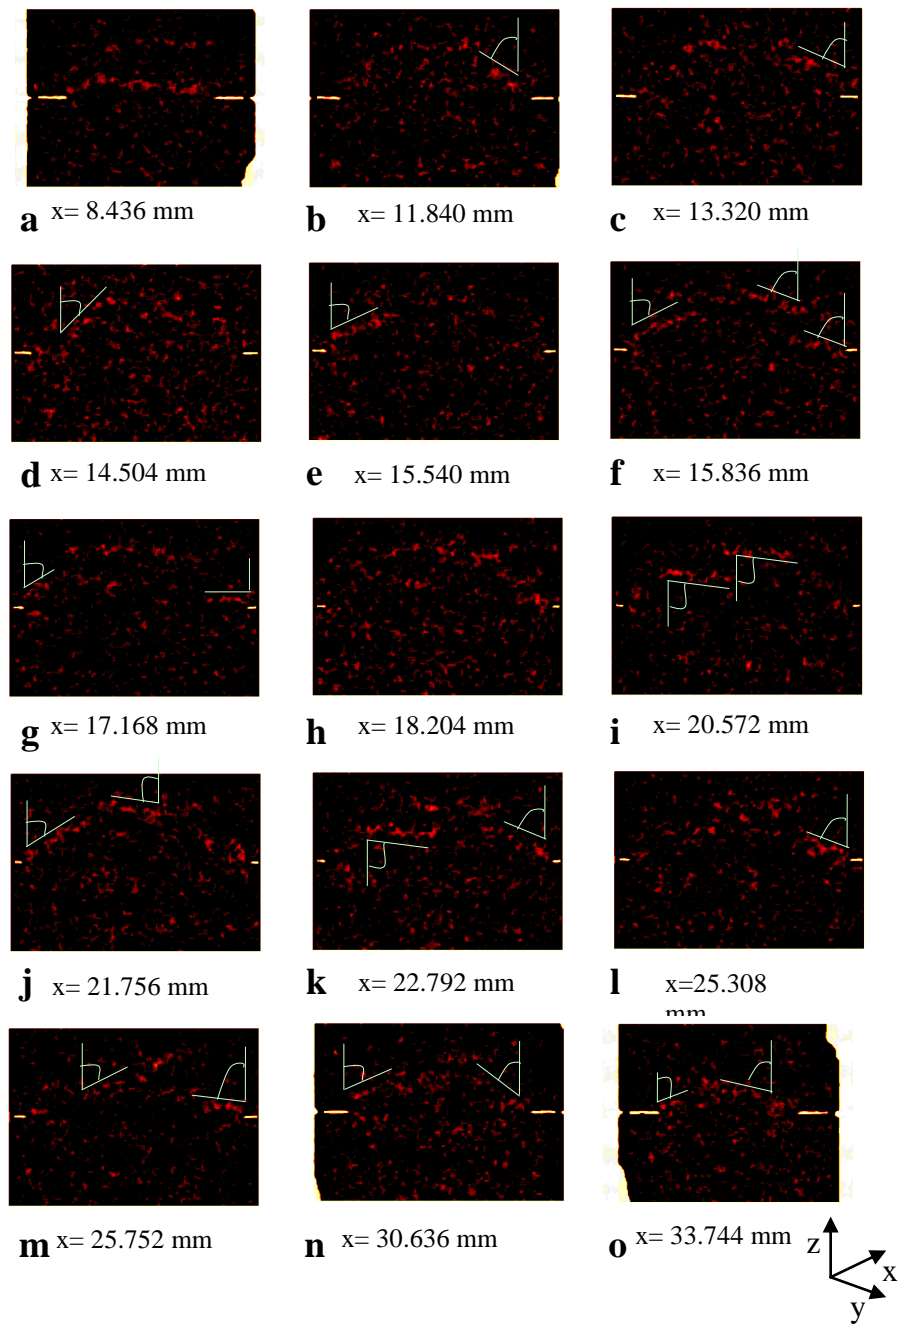 a x= 8.436 mm
b x= 11.840 mm
c x= 13.320 mm
d x= 14.504 mm
e x= 15.540 mm
f x= 15.836 mm
g x= 17.168 mm
h x= 18.204 mm
i x= 20.572 mm
j x= 21.756 mm
k x= 22.792 mm
l x=25.308
mm
m x= 25.752 mm
n x= 30.636 mm
o x= 33.744 mm
z
x
y